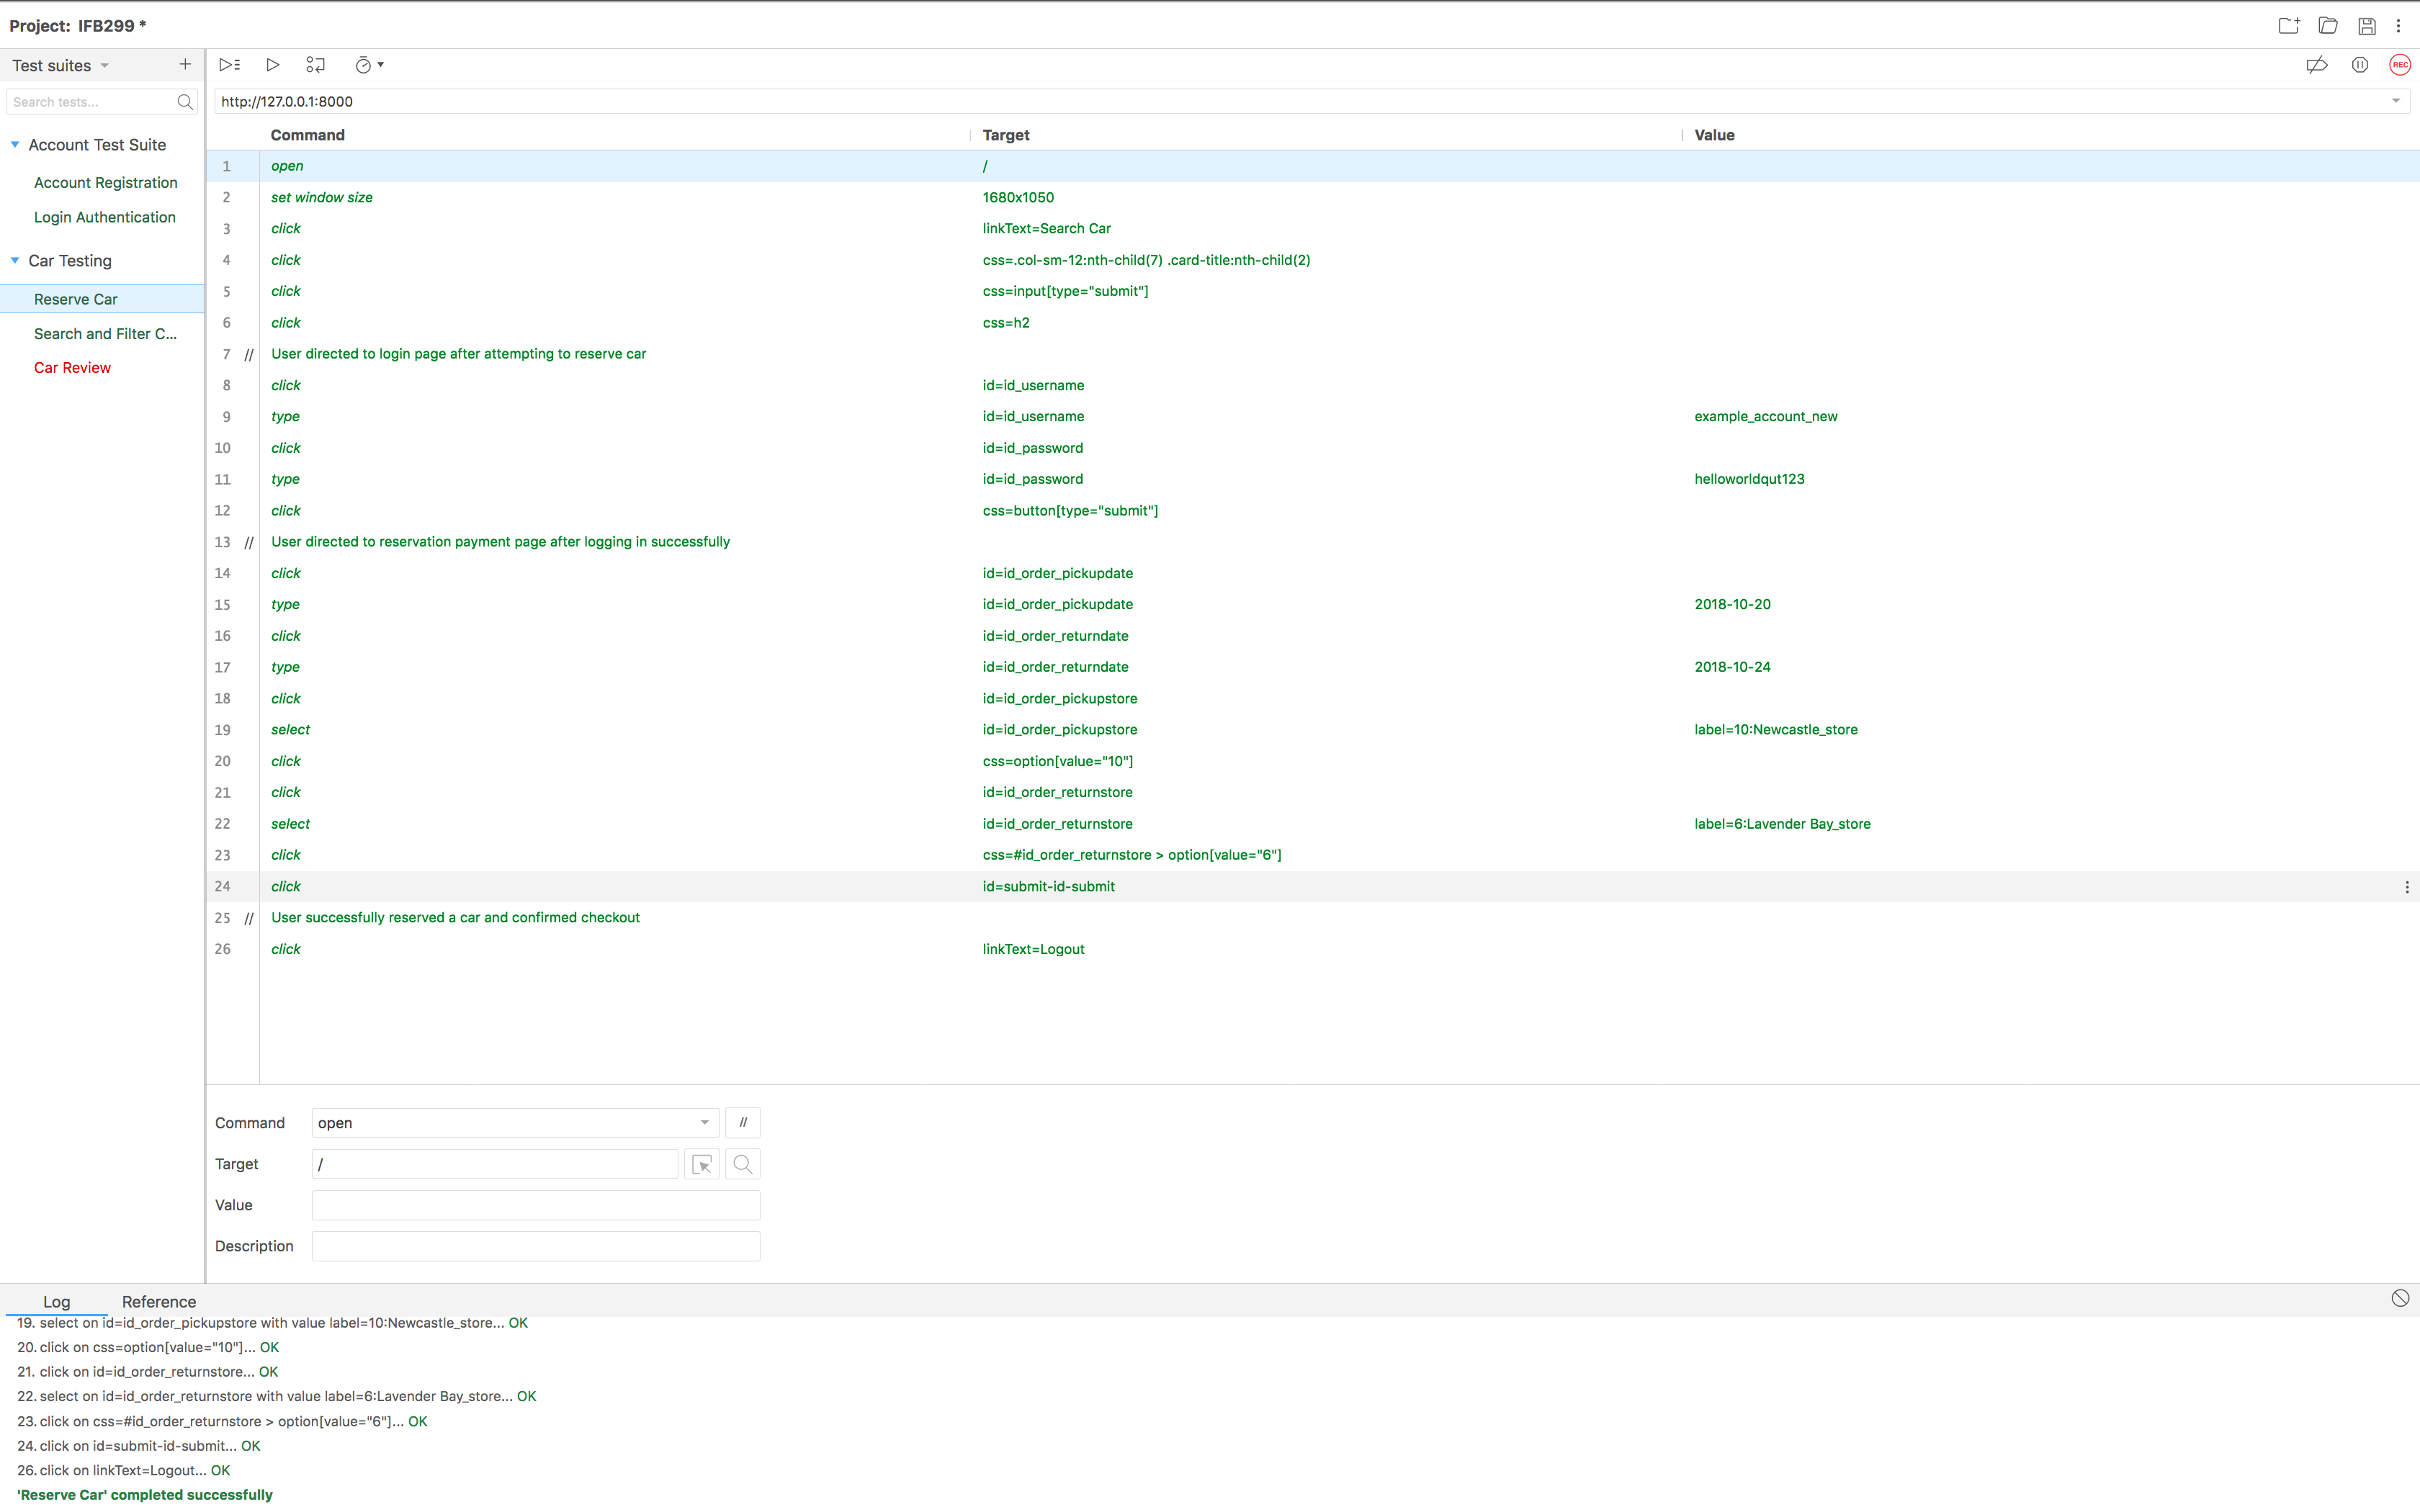 Project: IFB299 *
Test suites
Search tests...
Account Test Suite
Account Registration
Login Authentication
Car Testing
Reserve Car
Search and Filter C...
Car Review
REC
http://127.0.0.1:8000
Command Target Value
1 open /
2 set window size 1680x1050
3 click linkText=Search Car
4 click css=.col-sm-12:nth-child(7) .card-title:nth-child(2)
5 click css=input[type="submit"]
6 click css=h2
7 // User directed to login page after attempting to reserve car
8 click id=id_username
9 type id=id_username example_account_new
10 click id=id_password
11 type id=id_password helloworldqut123
12 click css=button[type="submit"]
13 // User directed to reservation payment page after logging in successfully
14 click id=id_order_pickupdate
15 type id=id_order_pickupdate 2018-10-20
16 click id=id_order_returndate
17 type id=id_order_returndate 2018-10-24
18 click id=id_order_pickupstore
19 select id=id_order_pickupstore label=10:Newcastle_store
20 click css=option[value="10"]
21 click id=id_order_returnstore
22 select id=id_order_returnstore label=6:Lavender Bay_store
23 click css=#id_order_returnstore > option[value="6"]
24 click id=submit-id-submit
25 // User successfully reserved a car and confirmed checkout
26 click linkText=Logout
Command open //
Target /
Value
Description
Log Reference
19. select on id=id_order_pickupstore with value label=10:Newcastle_store... OK
20. click on css=option[value="10"]... OK
21. click on id=id_order_returnstore... OK
22. select on id=id_order_returnstore with value label=6:Lavender Bay_store... OK
23. click on css=#id_order_returnstore > option[value="6"]... OK
24. click on id=submit-id-submit... OK
26. click on linkText=Logout... OK
'Reserve Car' completed successfully